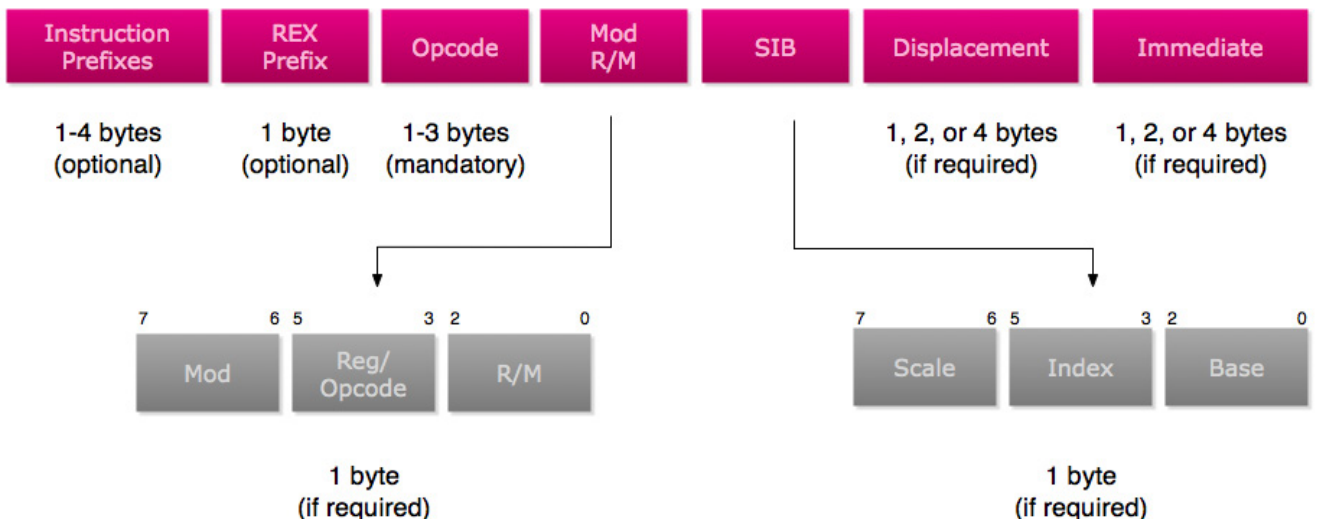 Instruction
Prefixes
REX
Prefix
Opcode
Mod
R/M
SIB
Displacement
Immediate
1-4 bytes
(optional)
1 byte
(optional)
1-3 bytes
(mandatory)
1, 2, or 4 bytes
(if required)
1, 2, or 4 bytes
(if required)
7 6 5 3 2 0
Mod
Reg/
Opcode
R/M
1 byte
(if required)
7 6 5 3 2 0
Scale
Index
Base
1 byte
(if required)